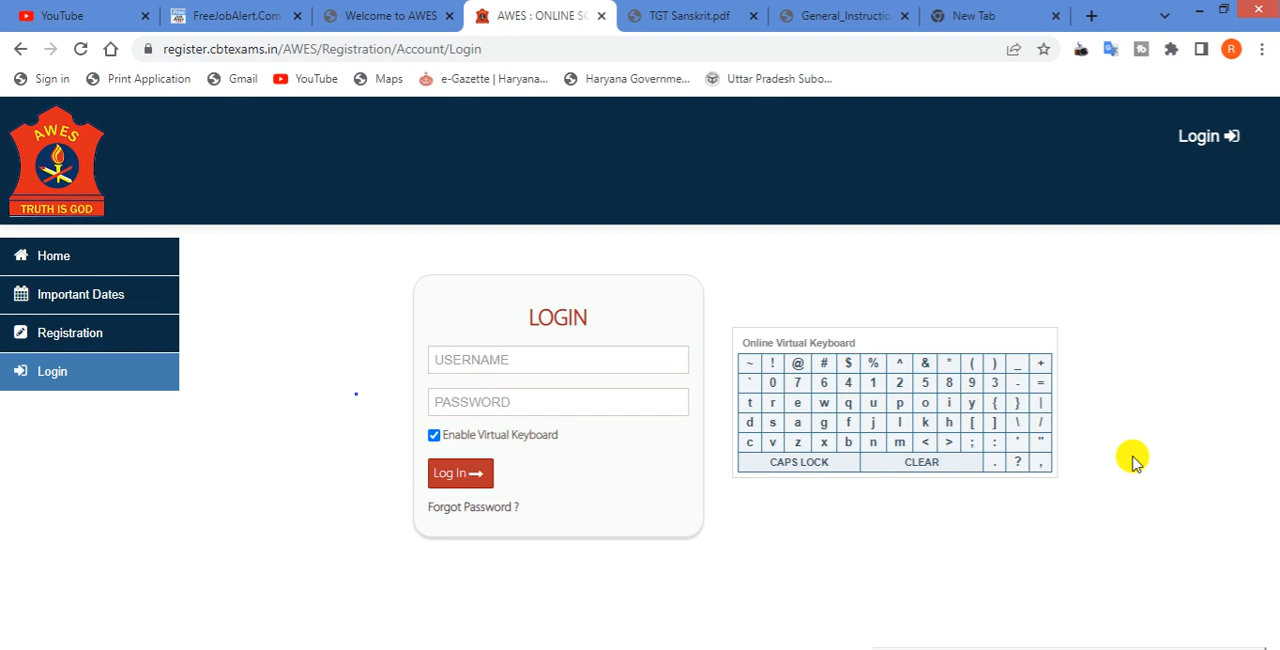 YouTube
FreeJobAlert.Com
Welcome to AWES
AWES : ONLINE SC
TGT Sanskrit.pdf
General_Instructio
New Tab
register.cbtexams.in/AWES/Registration/Account/Login
R
Sign in
Print Application
Gmail
YouTube
Maps
e-Gazette | Haryana...
Haryana Governme...
Uttar Pradesh Subo...
AWES
TRUTH IS GOD
Login
Home
Important Dates
Registration
Login
LOGIN
USERNAME
PASSWORD
Enable Virtual Keyboard
Log In
Forgot Password ?
Online Virtual Keyboard
~ ! @ # $ % ^ & * ( ) _ +
` 0 7 6 4 1 2 5 8 9 3 - =
t r e w q u p o i y { } |
d s a g f j l k h [ ] \ /
c v z x b n m < > ; : ' "
CAPS LOCK CLEAR . ? ,